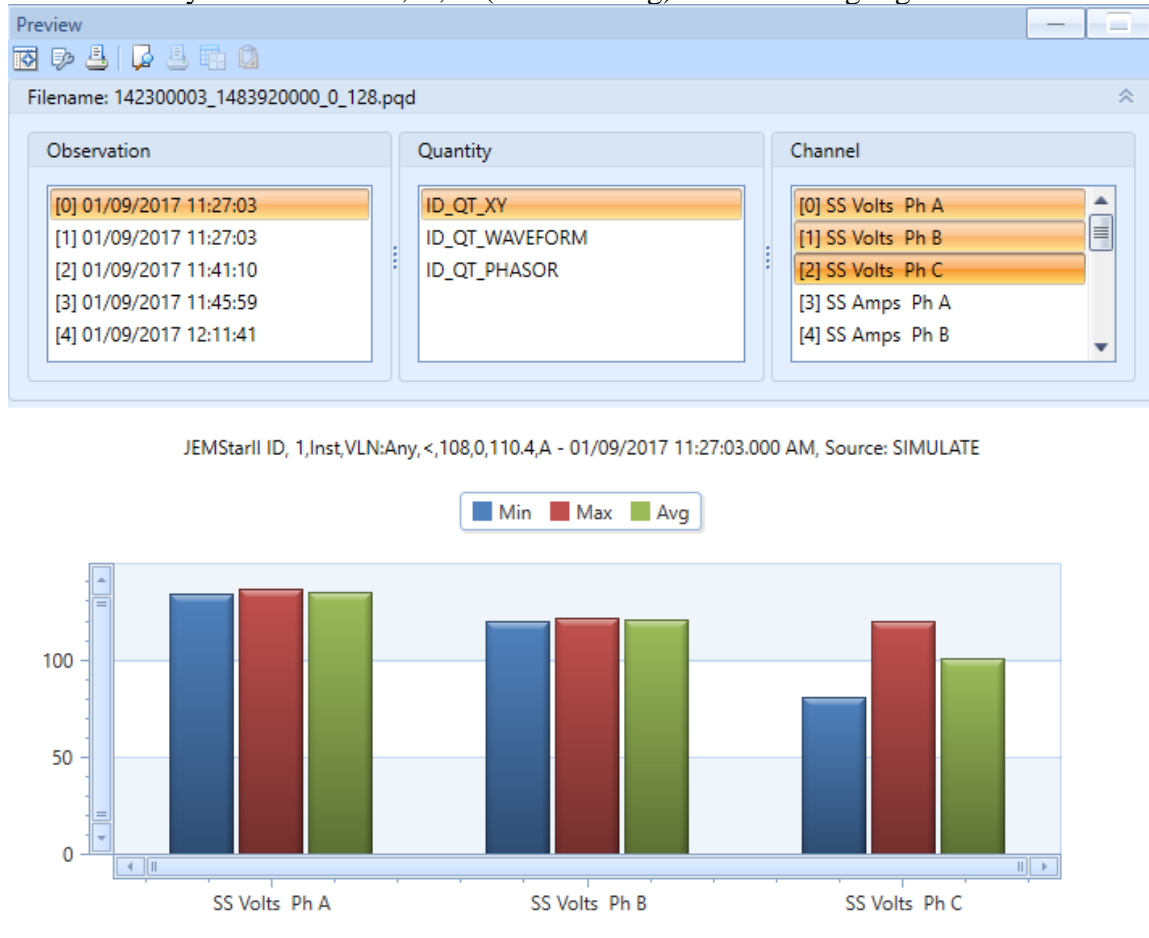 Preview
Filename: 142300003_1483920000_0_128.pqd
Observation
Quantity
Channel
[0] 01/09/2017 11:27:03
[1] 01/09/2017 11:27:03
[2] 01/09/2017 11:41:10
[3] 01/09/2017 11:45:59
[4] 01/09/2017 12:11:41
ID_QT_XY
ID_QT_WAVEFORM
ID_QT_PHASOR
[0] SS Volts Ph A
[1] SS Volts Ph B
[2] SS Volts Ph C
[3] SS Amps Ph A
[4] SS Amps Ph B
JEMStarII ID, 1,Inst,VLN:Any,<,108,0,110.4,A - 01/09/2017 11:27:03.000 AM, Source: SIMULATE
Min Max Avg
100
50
0
SS Volts Ph A SS Volts Ph B SS Volts Ph C